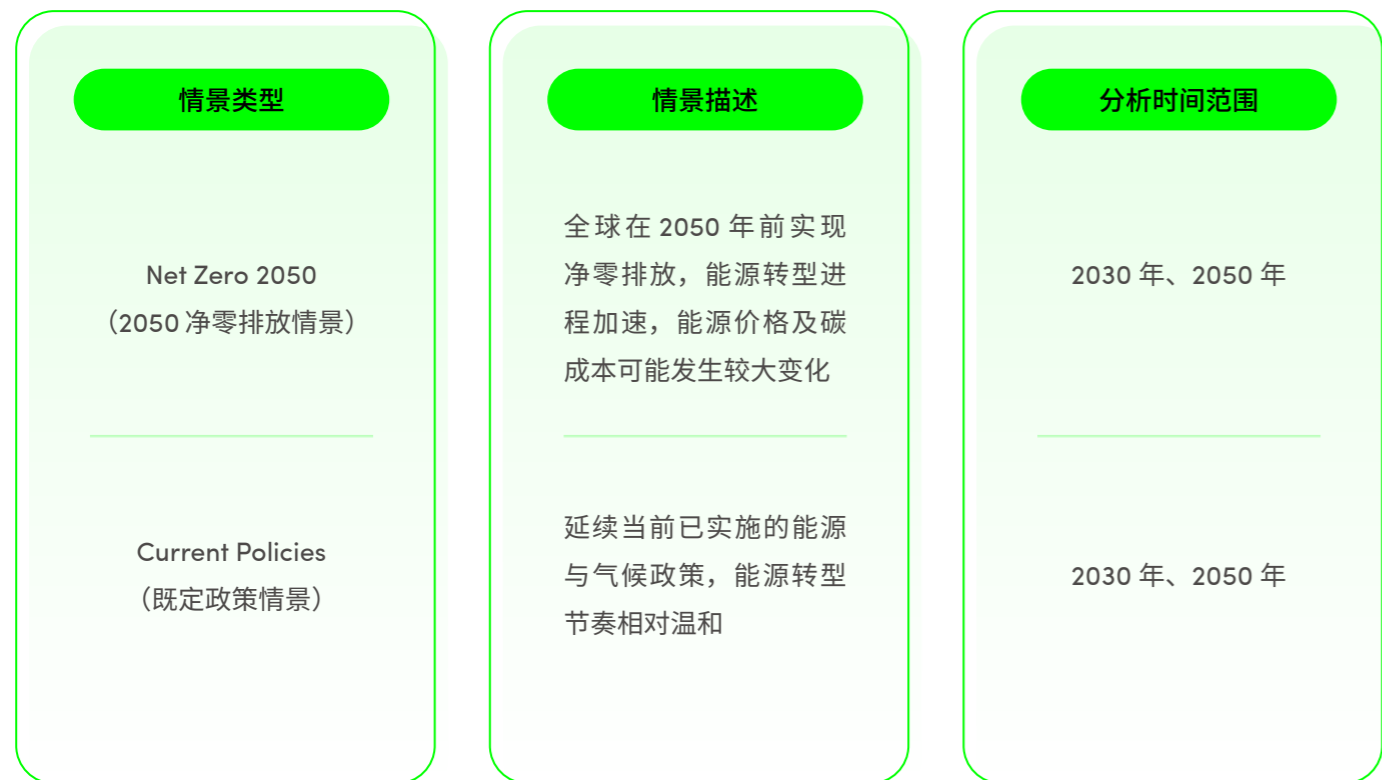 情景类型
情景描述
分析时间范围
Net Zero 2050
（2050 净零排放情景）
全球在 2050 年前实现
净零排放，能源转型进
程加速，能源价格及碳
成本可能发生较大变化
2030 年、2050 年
Current Policies
（既定政策情景）
延续当前已实施的能源
与气候政策，能源转型
节奏相对温和
2030 年、2050 年